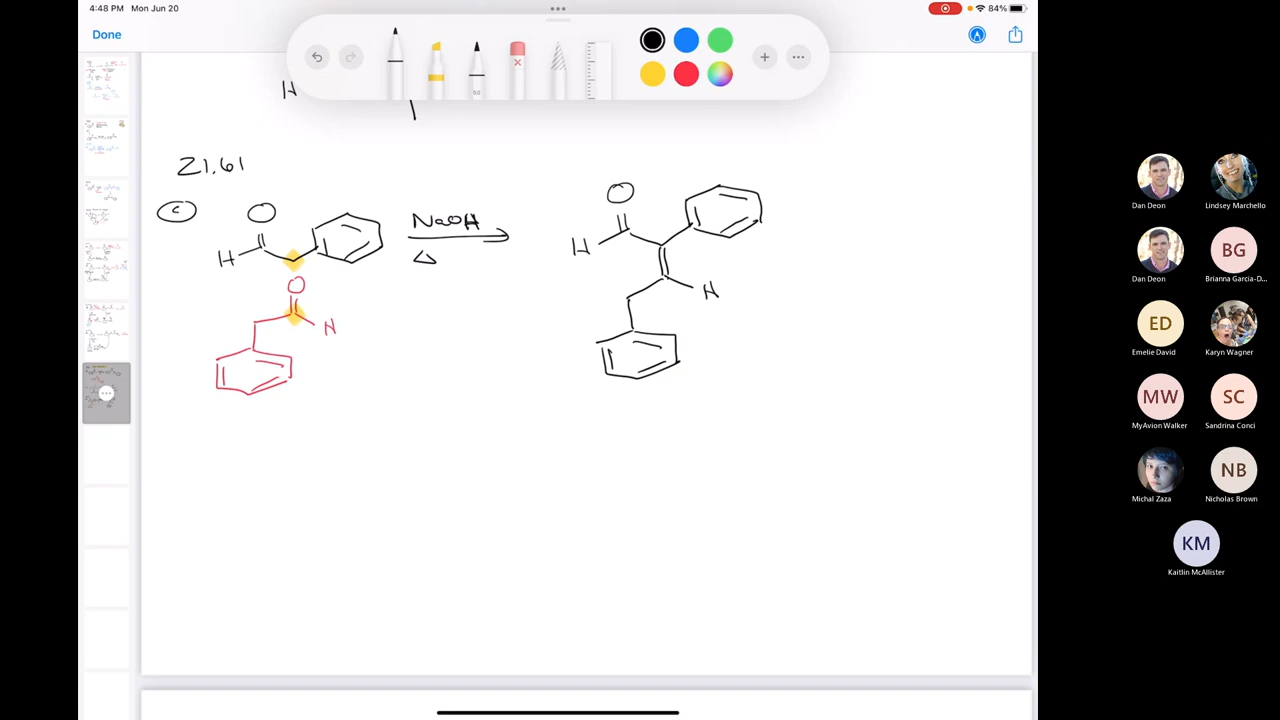 4:48 PM Mon Jun 20
84%
Done
0.0
H
21.61
c
O
O
NaOH
H
Δ
H
O
H
H
Dan Deon
Lindsey Marchello
BG
Dan Deon
Brianna Garcia-D...
ED
Emelie David
Karyn Wagner
MW
SC
MyAvion Walker
Sandrina Conci
NB
Michal Zaza
Nicholas Brown
KM
Kaitlin McAllister